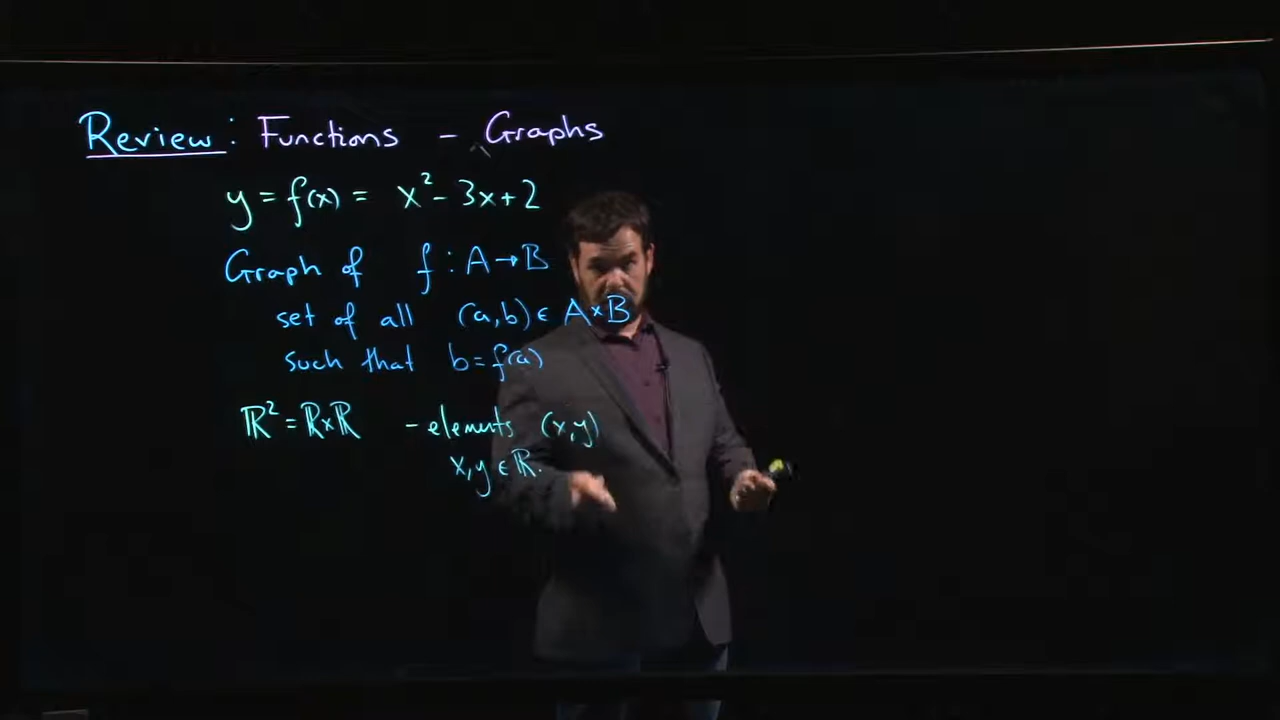 Review: Functions - Graphs
y = f(x) = x² - 3x + 2
Graph of f : A → B
set of all (a,b) ∈ A × B
such that b = f(a)
ℝ² = ℝ × ℝ - elements (x,y)
x, y ∈ ℝ.